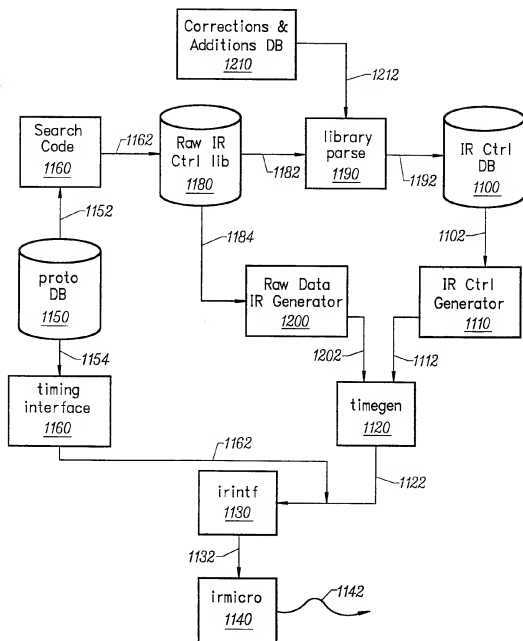 Corrections &
Additions DB
1210
1212
Search
Code
1160
1162
Raw IR
Ctrl lib
1180
1182
library
parse
1190
1192
IR Ctrl
DB
1100
1152
1184
1102
proto
DB
1150
Raw Data
IR Generator
1200
IR Ctrl
Generator
1110
1154
1202
1112
timing
interface
1160
timegen
1120
1162
1122
irintf
1130
1132
irmicro
1140
1142